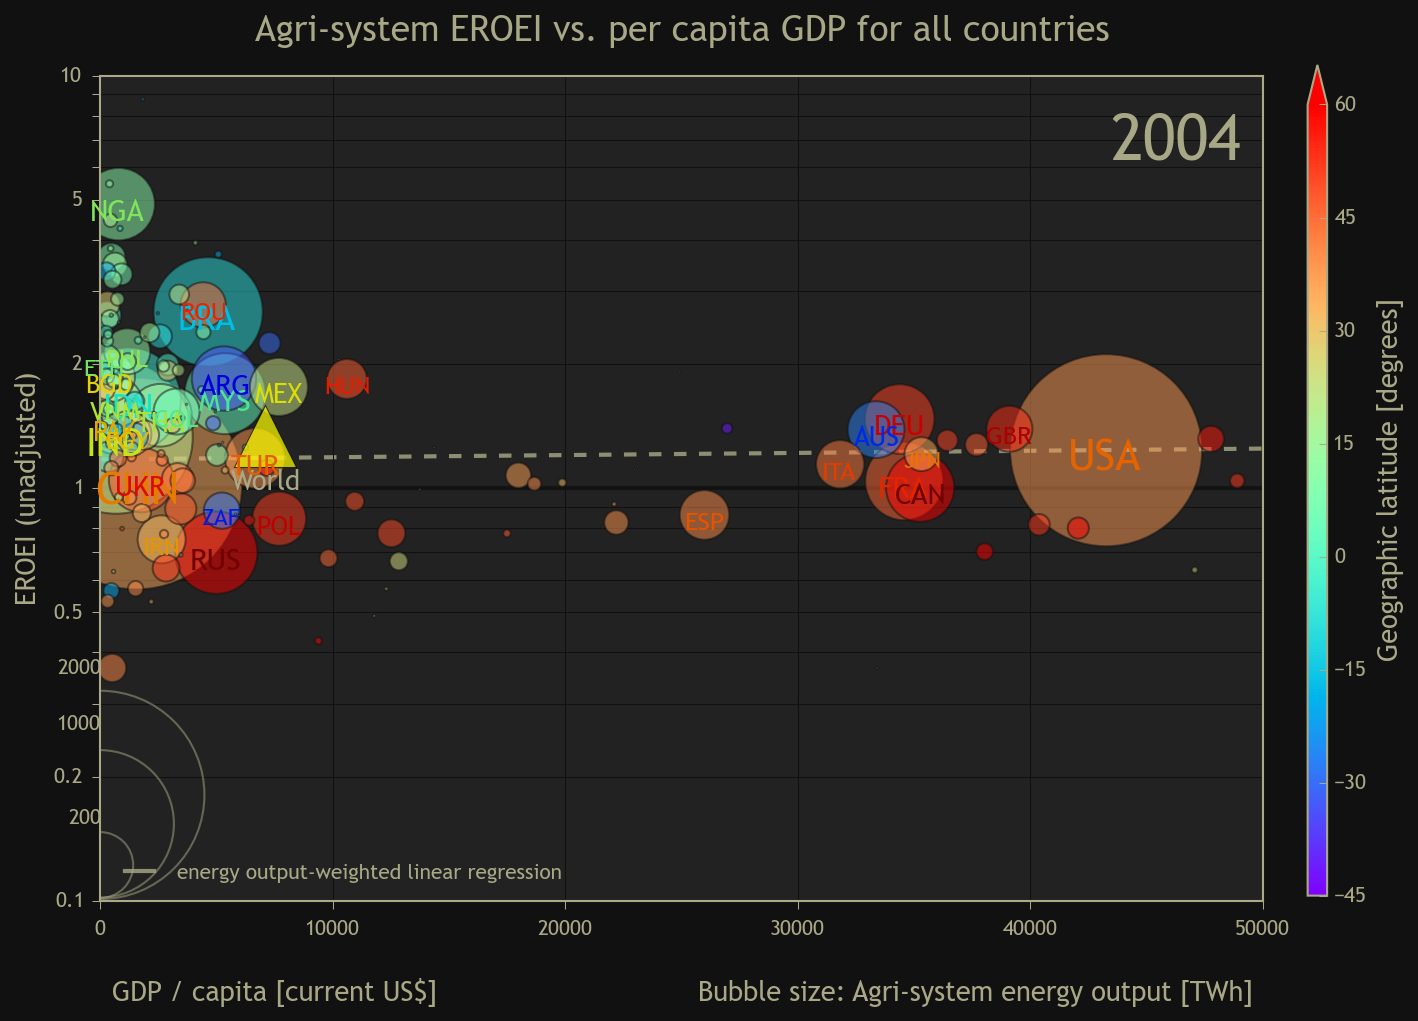 Agri-system EROEI vs. per capita GDP for all countries
2004
10
5
2
1
0.5
0.2
0.1
2000
1000
200
EROEI (unadjusted)
NGA
ROU
BRA
BGD
ARG
MEX
MYS
HUN
IND
TUR
World
CHN
UKR
ZAF
POL
IRN
RUS
ESP
ITA
AUS
DEU
JPN
FRA
CAN
GBR
USA
energy output-weighted linear regression
0 10000 20000 30000 40000 50000
GDP / capita [current US$]
Bubble size: Agri-system energy output [TWh]
60
45
30
15
0
−15
−30
−45
Geographic latitude [degrees]